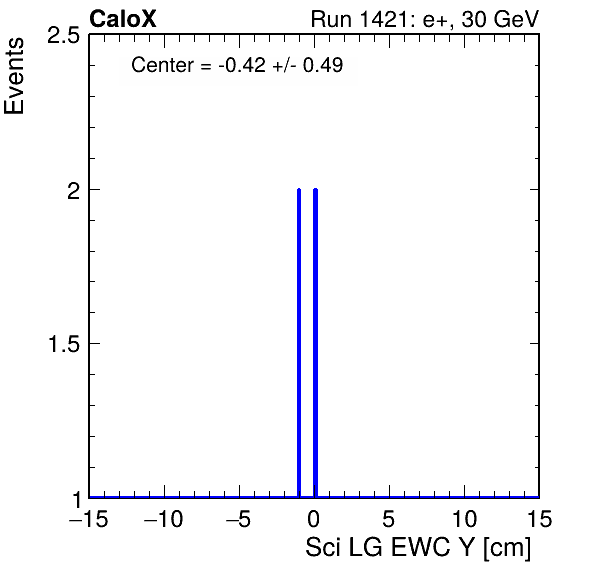 CaloX
Run 1421: e+, 30 GeV
Center = -0.42 +/- 0.49
Events
2.5
2
1.5
1
−15
−10
−5
0
5
10
15
Sci LG EWC Y [cm]